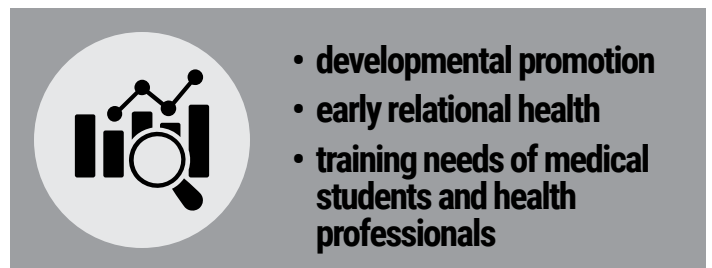 • developmental promotion
• early relational health
• training needs of medical
students and health
professionals